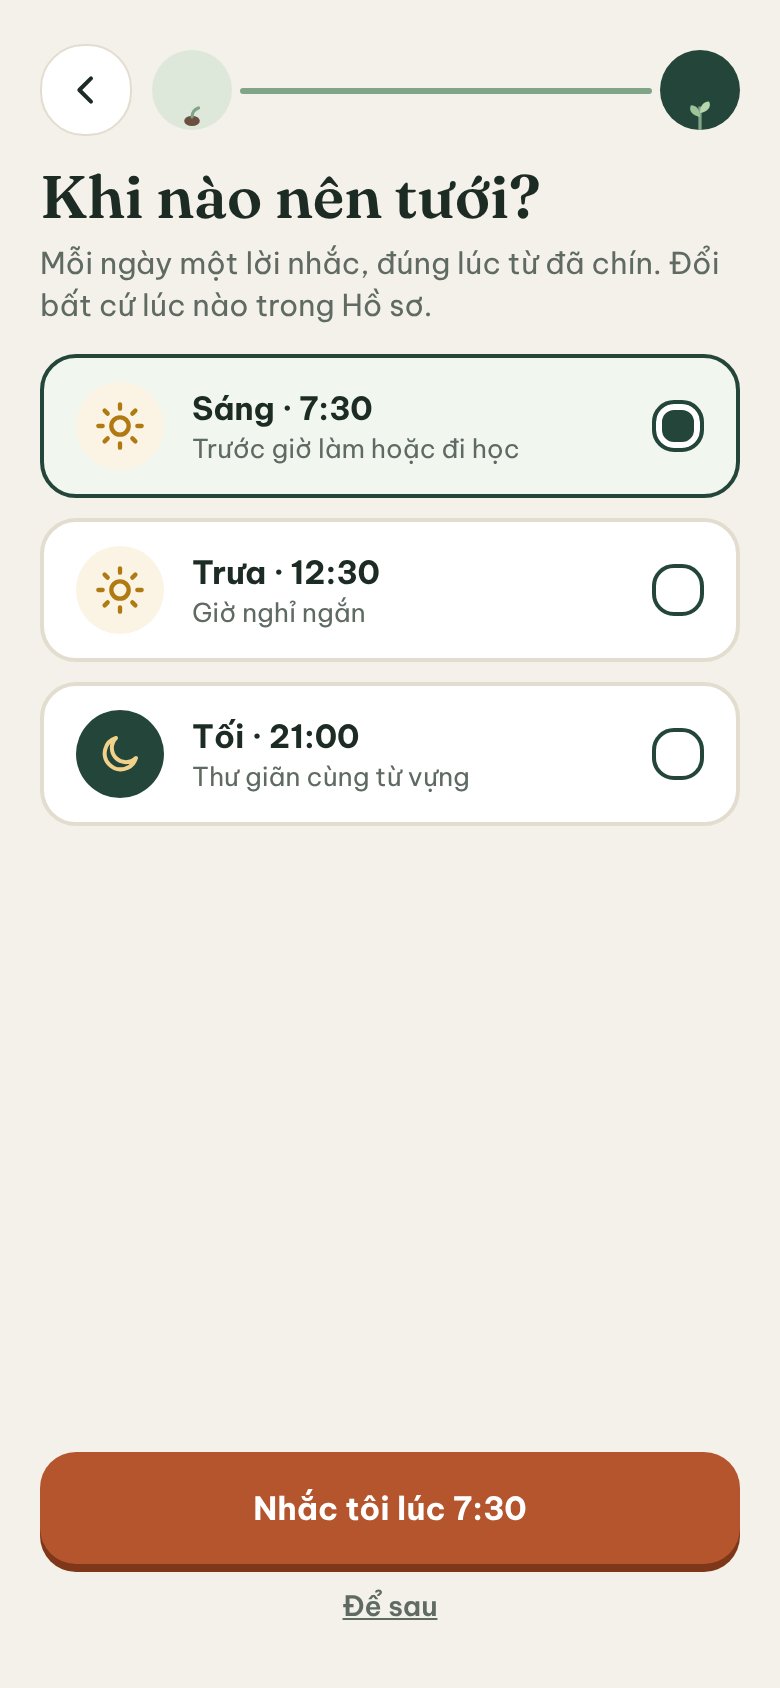 Khi nào nên tưới?
Mỗi ngày một lời nhắc, đúng lúc từ đã chín. Đổi
bất cứ lúc nào trong Hồ sơ.
Sáng · 7:30
Trước giờ làm hoặc đi học
Trưa · 12:30
Giờ nghỉ ngắn
Tối · 21:00
Thư giãn cùng từ vựng
Nhắc tôi lúc 7:30
Để sau